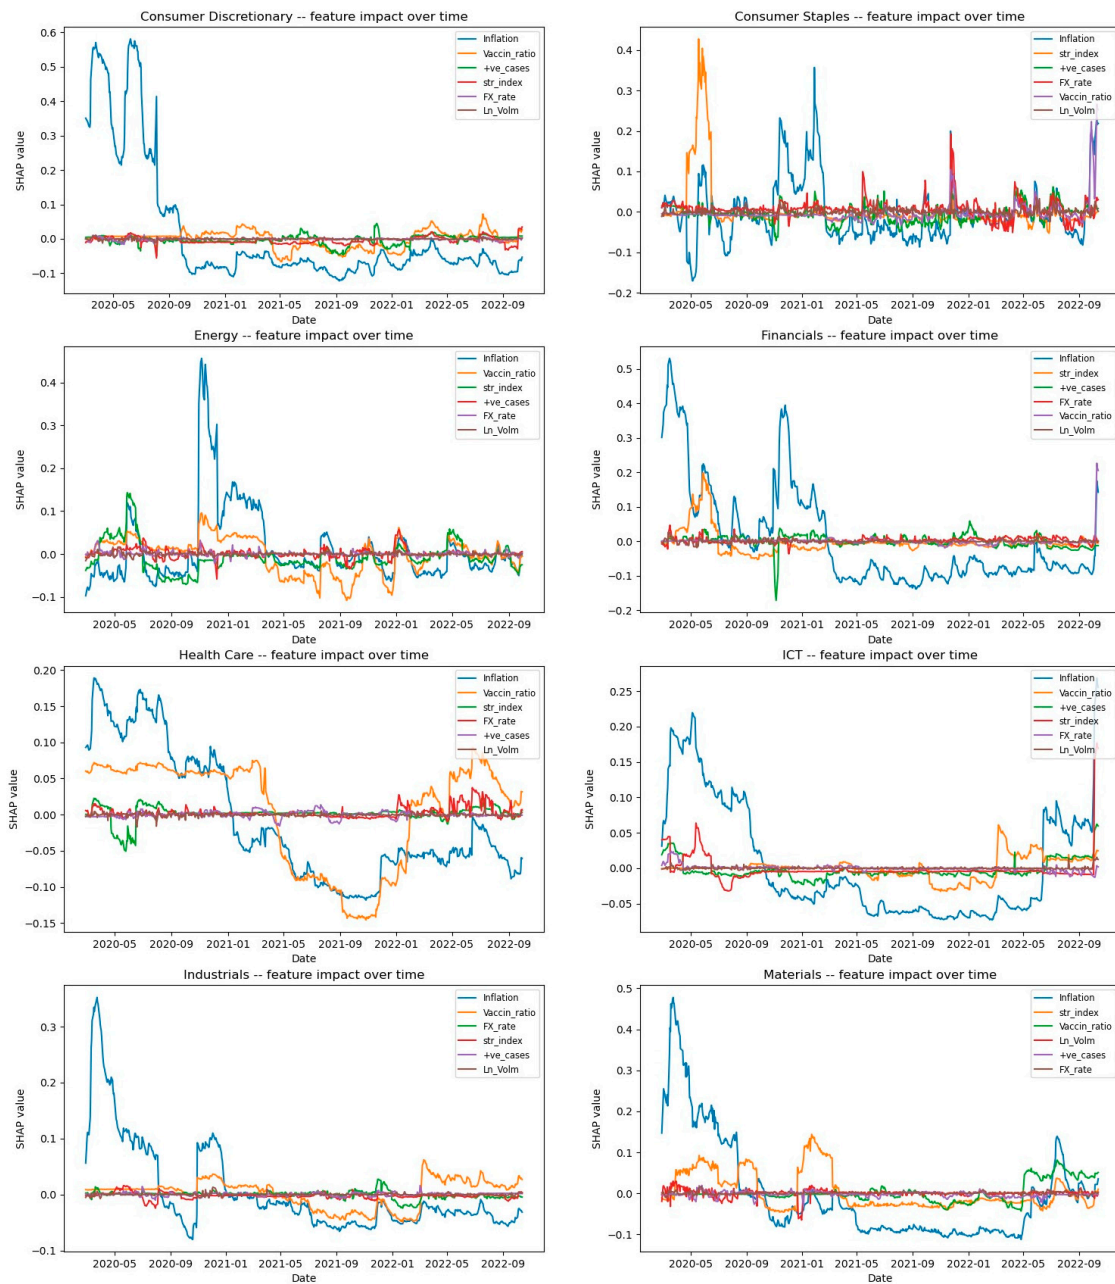 Consumer Discretionary -- feature impact over time
0.6
0.5
0.4
0.3
0.2
0.1
0.0
−0.1
SHAP value
Inflation
Vaccin_ratio
+ve_cases
str_index
FX_rate
Ln_Volm
2020-05 2020-09 2021-01 2021-05 2021-09 2022-01 2022-05 2022-09
Date
Consumer Staples -- feature impact over time
0.4
0.3
0.2
0.1
0.0
−0.1
−0.2
SHAP value
Inflation
str_index
+ve_cases
FX_rate
Vaccin_ratio
Ln_Volm
2020-05 2020-09 2021-01 2021-05 2021-09 2022-01 2022-05 2022-09
Date
Energy -- feature impact over time
0.4
0.3
0.2
0.1
0.0
−0.1
SHAP value
Inflation
Vaccin_ratio
str_index
+ve_cases
FX_rate
Ln_Volm
2020-05 2020-09 2021-01 2021-05 2021-09 2022-01 2022-05 2022-09
Date
Financials -- feature impact over time
0.5
0.4
0.3
0.2
0.1
0.0
−0.1
−0.2
SHAP value
Inflation
str_index
+ve_cases
FX_rate
Vaccin_ratio
Ln_Volm
2020-05 2020-09 2021-01 2021-05 2021-09 2022-01 2022-05 2022-09
Date
Health Care -- feature impact over time
0.20
0.15
0.10
0.05
0.00
−0.05
−0.10
−0.15
SHAP value
Inflation
Vaccin_ratio
str_index
FX_rate
+ve_cases
Ln_Volm
2020-05 2020-09 2021-01 2021-05 2021-09 2022-01 2022-05 2022-09
Date
ICT -- feature impact over time
0.25
0.20
0.15
0.10
0.05
0.00
−0.05
SHAP value
Inflation
Vaccin_ratio
+ve_cases
str_index
FX_rate
Ln_Volm
2020-05 2020-09 2021-01 2021-05 2021-09 2022-01 2022-05 2022-09
Date
Industrials -- feature impact over time
0.3
0.2
0.1
0.0
−0.1
SHAP value
Inflation
Vaccin_ratio
FX_rate
str_index
+ve_cases
Ln_Volm
2020-05 2020-09 2021-01 2021-05 2021-09 2022-01 2022-05 2022-09
Date
Materials -- feature impact over time
0.5
0.4
0.3
0.2
0.1
0.0
−0.1
SHAP value
Inflation
str_index
Vaccin_ratio
Ln_Volm
+ve_cases
FX_rate
2020-05 2020-09 2021-01 2021-05 2021-09 2022-01 2022-05 2022-09
Date